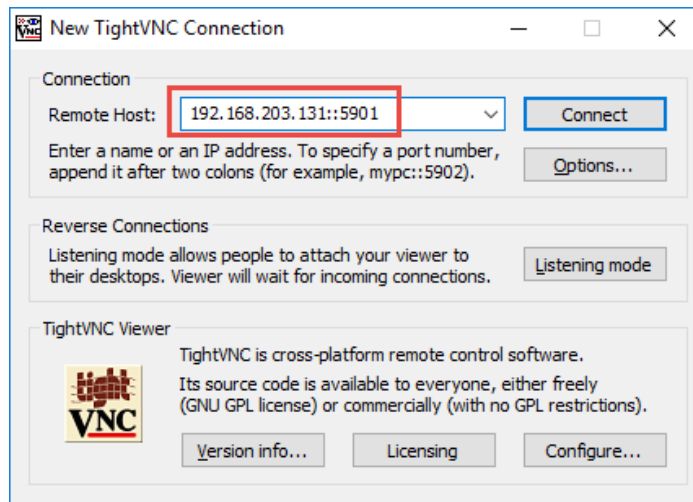 New TightVNC Connection
Connection
Remote Host: 192.168.203.131::5901 Connect
Enter a name or an IP address. To specify a port number,
append it after two colons (for example, mypc::5902). Options...
Reverse Connections
Listening mode allows people to attach your viewer to
their desktops. Viewer will wait for incoming connections. Listening mode
TightVNC Viewer
TightVNC is cross-platform remote control software.
Its source code is available to everyone, either freely
(GNU GPL license) or commercially (with no GPL restrictions).
tight
VNC
Version info... Licensing Configure...